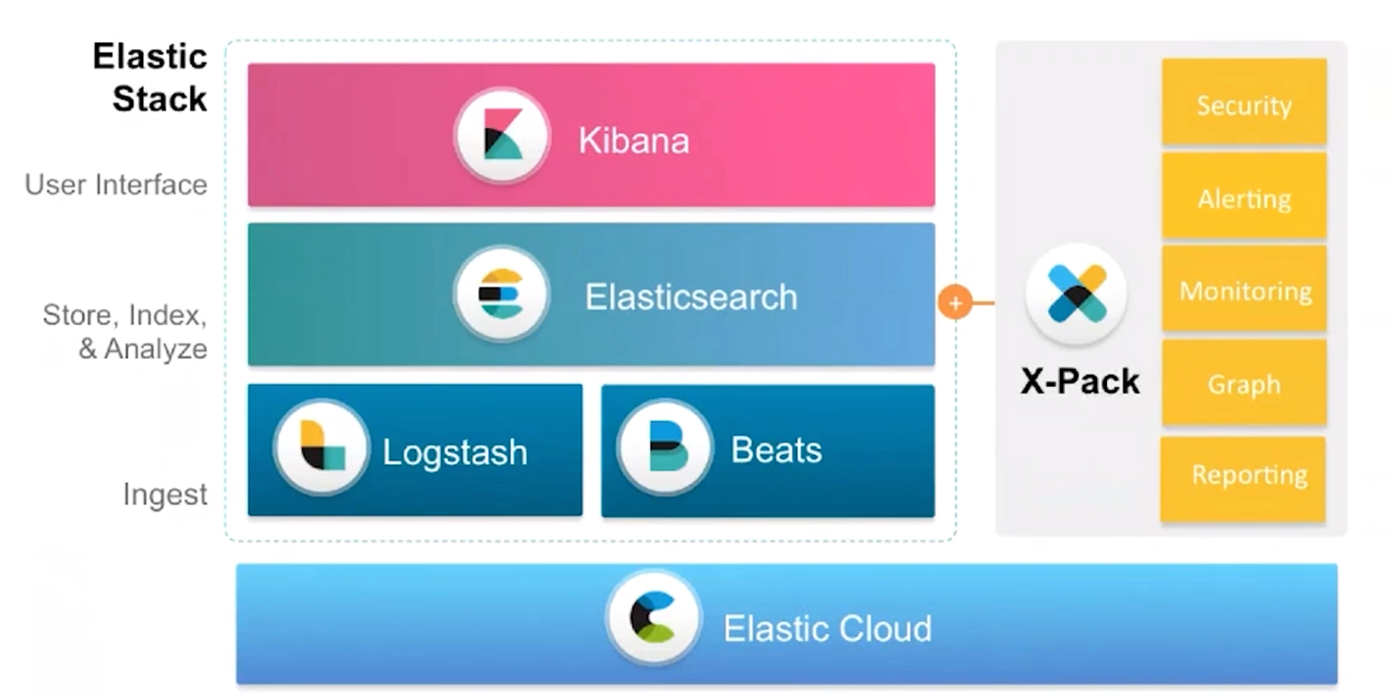 Elastic
Stack
User Interface
Store, Index,
& Analyze
Ingest
Kibana
Elasticsearch
Logstash
Beats
+
X-Pack
Security
Alerting
Monitoring
Graph
Reporting
Elastic Cloud